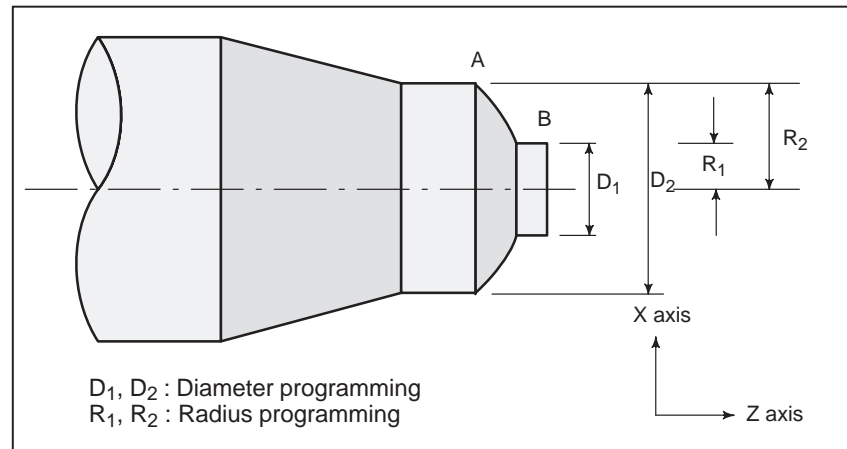 A
B
D₁
D₂
R₁
R₂
X axis
Z axis
D₁, D₂ : Diameter programming
R₁, R₂ : Radius programming